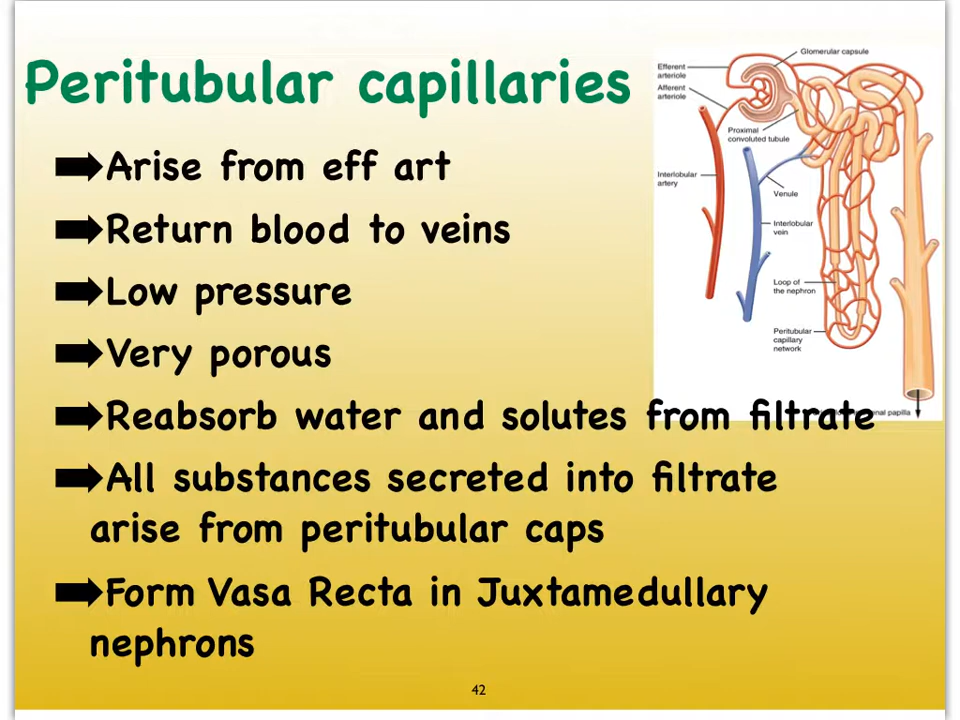 Peritubular capillaries
Arise from eff art
Return blood to veins
Low pressure
Very porous
Reabsorb water and solutes from filtrate
All substances secreted into filtrate
arise from peritubular caps
Form Vasa Recta in Juxtamedullary
nephrons
Glomerular capsule
Efferent
arteriole
Afferent
arteriole
Proximal
convoluted tubule
Interlobular
artery
Venule
Interlobular
vein
Loop of
the nephron
Peritubular
capillary
network
papilla
42